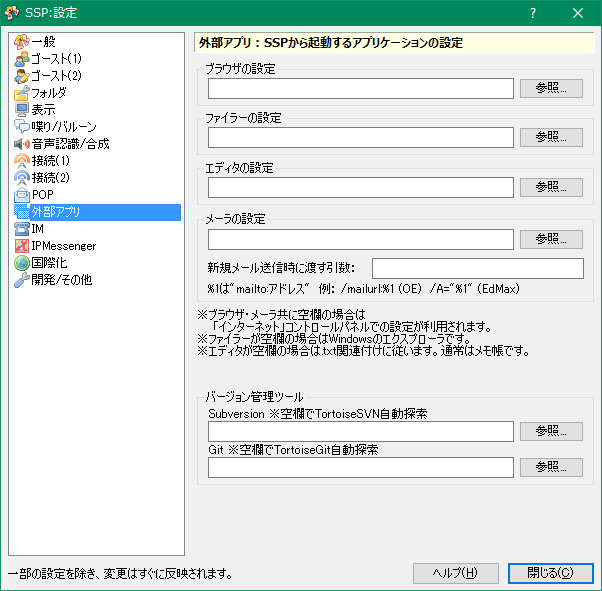 SSP:設定
一般
ゴースト(1)
ゴースト(2)
フォルダ
表示
喋り/バルーン
音声認識/合成
接続(1)
接続(2)
POP
外部アプリ
IM
IPMessenger
国際化
開発/その他
外部アプリ : SSPから起動するアプリケーションの設定
ブラウザの設定
参照...
ファイラーの設定
参照...
エディタの設定
参照...
メーラの設定
参照...
新規メール送信時に渡す引数:
%1は"mailto:アドレス" 例: /mailurl:%1 (OE) /A="%1" (EdMax)
※ブラウザ・メーラ共に空欄の場合は
「インターネット」コントロールパネルでの設定が利用されます。
※ファイラーが空欄の場合はWindowsのエクスプローラです。
※エディタが空欄の場合は.txt関連付けに従います。通常はメモ帳です。
バージョン管理ツール
Subversion ※空欄でTortoiseSVN自動探索
参照...
Git ※空欄でTortoiseGit自動探索
参照...
一部の設定を除き、変更はすぐに反映されます。
ヘルプ(H)
閉じる(C)